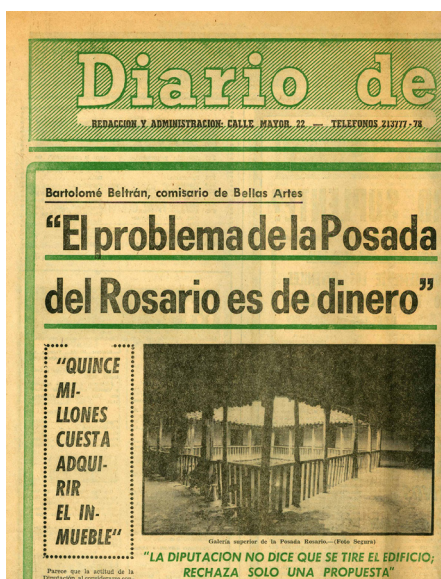 Diario de
REDACCION Y ADMINISTRACION: CALLE MAYOR, 22 — TELEFONOS 213777-78
Bartolomé Beltrán, comisario de Bellas Artes
"El problema de la Posada
del Rosario es de dinero"
"QUINCE
MI-
LLONES
CUESTA
ADQUI-
RIR
EL IN-
MUEBLE"
Galería superior de la Posada Rosario.—(Foto Segura)
"LA DIPUTACION NO DICE QUE SE TIRE EL EDIFICIO;
RECHAZA SOLO UNA PROPUESTA"
Parece que la actitud de la